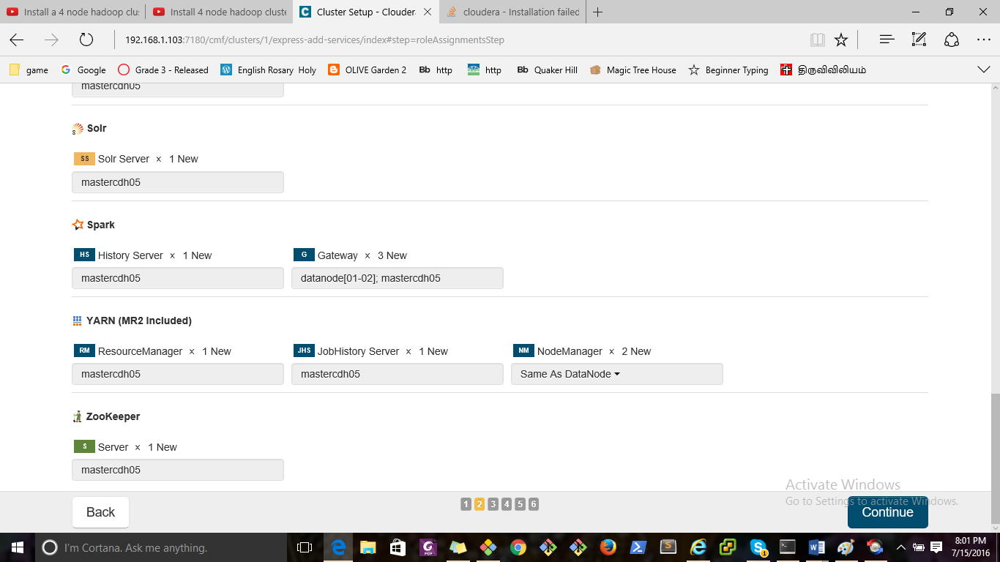 Install a 4 node hadoop clus
Install 4 node hadoop cluste
Cluster Setup - Clouder
cloudera - Installation failed
192.168.1.103:7180/cmf/clusters/1/express-add-services/index#step=roleAssignmentsStep
game
Google
Grade 3 - Released
English Rosary Holy
OLIVE Garden 2
Bb http
http
Bb Quaker Hill
Magic Tree House
Beginner Typing
திருவிவிலியம்
mastercdh05
Solr
SS Solr Server × 1 New
mastercdh05
Spark
HS History Server × 1 New
G Gateway × 3 New
mastercdh05
datanode[01-02]; mastercdh05
YARN (MR2 Included)
RM ResourceManager × 1 New
JHS JobHistory Server × 1 New
NM NodeManager × 2 New
mastercdh05
mastercdh05
Same As DataNode
ZooKeeper
S Server × 1 New
mastercdh05
Activate Windows
Go to Settings to activate Windows.
Back
1 2 3 4 5 6
Continue
I'm Cortana. Ask me anything.
8:01 PM
7/15/2016